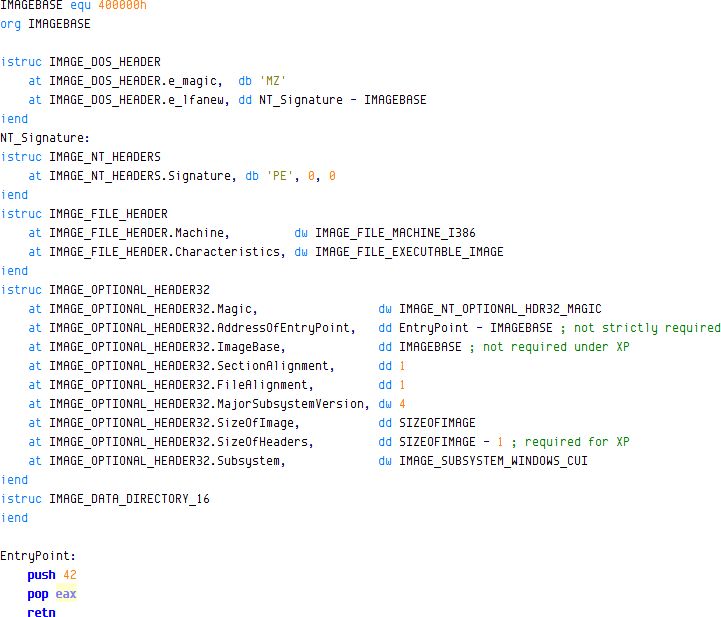 IMAGEBASE equ 400000h
org IMAGEBASE

istruc IMAGE_DOS_HEADER
    at IMAGE_DOS_HEADER.e_magic,  db 'MZ'
    at IMAGE_DOS_HEADER.e_lfanew, dd NT_Signature - IMAGEBASE
iend
NT_Signature:
istruc IMAGE_NT_HEADERS
    at IMAGE_NT_HEADERS.Signature, db 'PE', 0, 0
iend
istruc IMAGE_FILE_HEADER
    at IMAGE_FILE_HEADER.Machine,         dw IMAGE_FILE_MACHINE_I386
    at IMAGE_FILE_HEADER.Characteristics, dw IMAGE_FILE_EXECUTABLE_IMAGE
iend
istruc IMAGE_OPTIONAL_HEADER32
    at IMAGE_OPTIONAL_HEADER32.Magic,                 dw IMAGE_NT_OPTIONAL_HDR32_MAGIC
    at IMAGE_OPTIONAL_HEADER32.AddressOfEntryPoint,   dd EntryPoint - IMAGEBASE ; not strictly required
    at IMAGE_OPTIONAL_HEADER32.ImageBase,             dd IMAGEBASE ; not required under XP
    at IMAGE_OPTIONAL_HEADER32.SectionAlignment,      dd 1
    at IMAGE_OPTIONAL_HEADER32.FileAlignment,         dd 1
    at IMAGE_OPTIONAL_HEADER32.MajorSubsystemVersion, dw 4
    at IMAGE_OPTIONAL_HEADER32.SizeOfImage,           dd SIZEOFIMAGE
    at IMAGE_OPTIONAL_HEADER32.SizeOfHeaders,         dd SIZEOFIMAGE - 1 ; required for XP
    at IMAGE_OPTIONAL_HEADER32.Subsystem,             dw IMAGE_SUBSYSTEM_WINDOWS_CUI
iend
istruc IMAGE_DATA_DIRECTORY_16
iend

EntryPoint:
    push 42
    pop eax
    retn